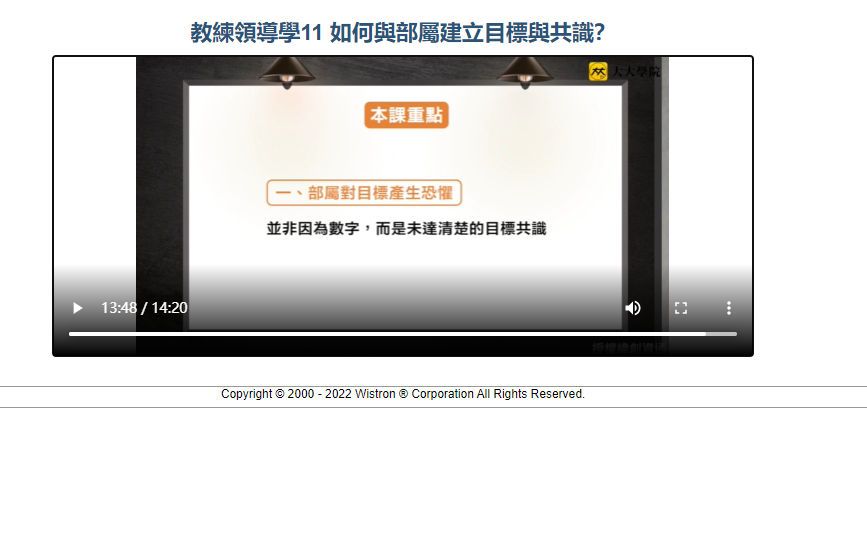 教練領導學11 如何與部屬建立目標與共識?
大大學院
本課重點
一、部屬對目標產生恐懼
並非因為數字，而是未達清楚的目標共識
13:48 / 14:20
Copyright © 2000 - 2022 Wistron ® Corporation All Rights Reserved.